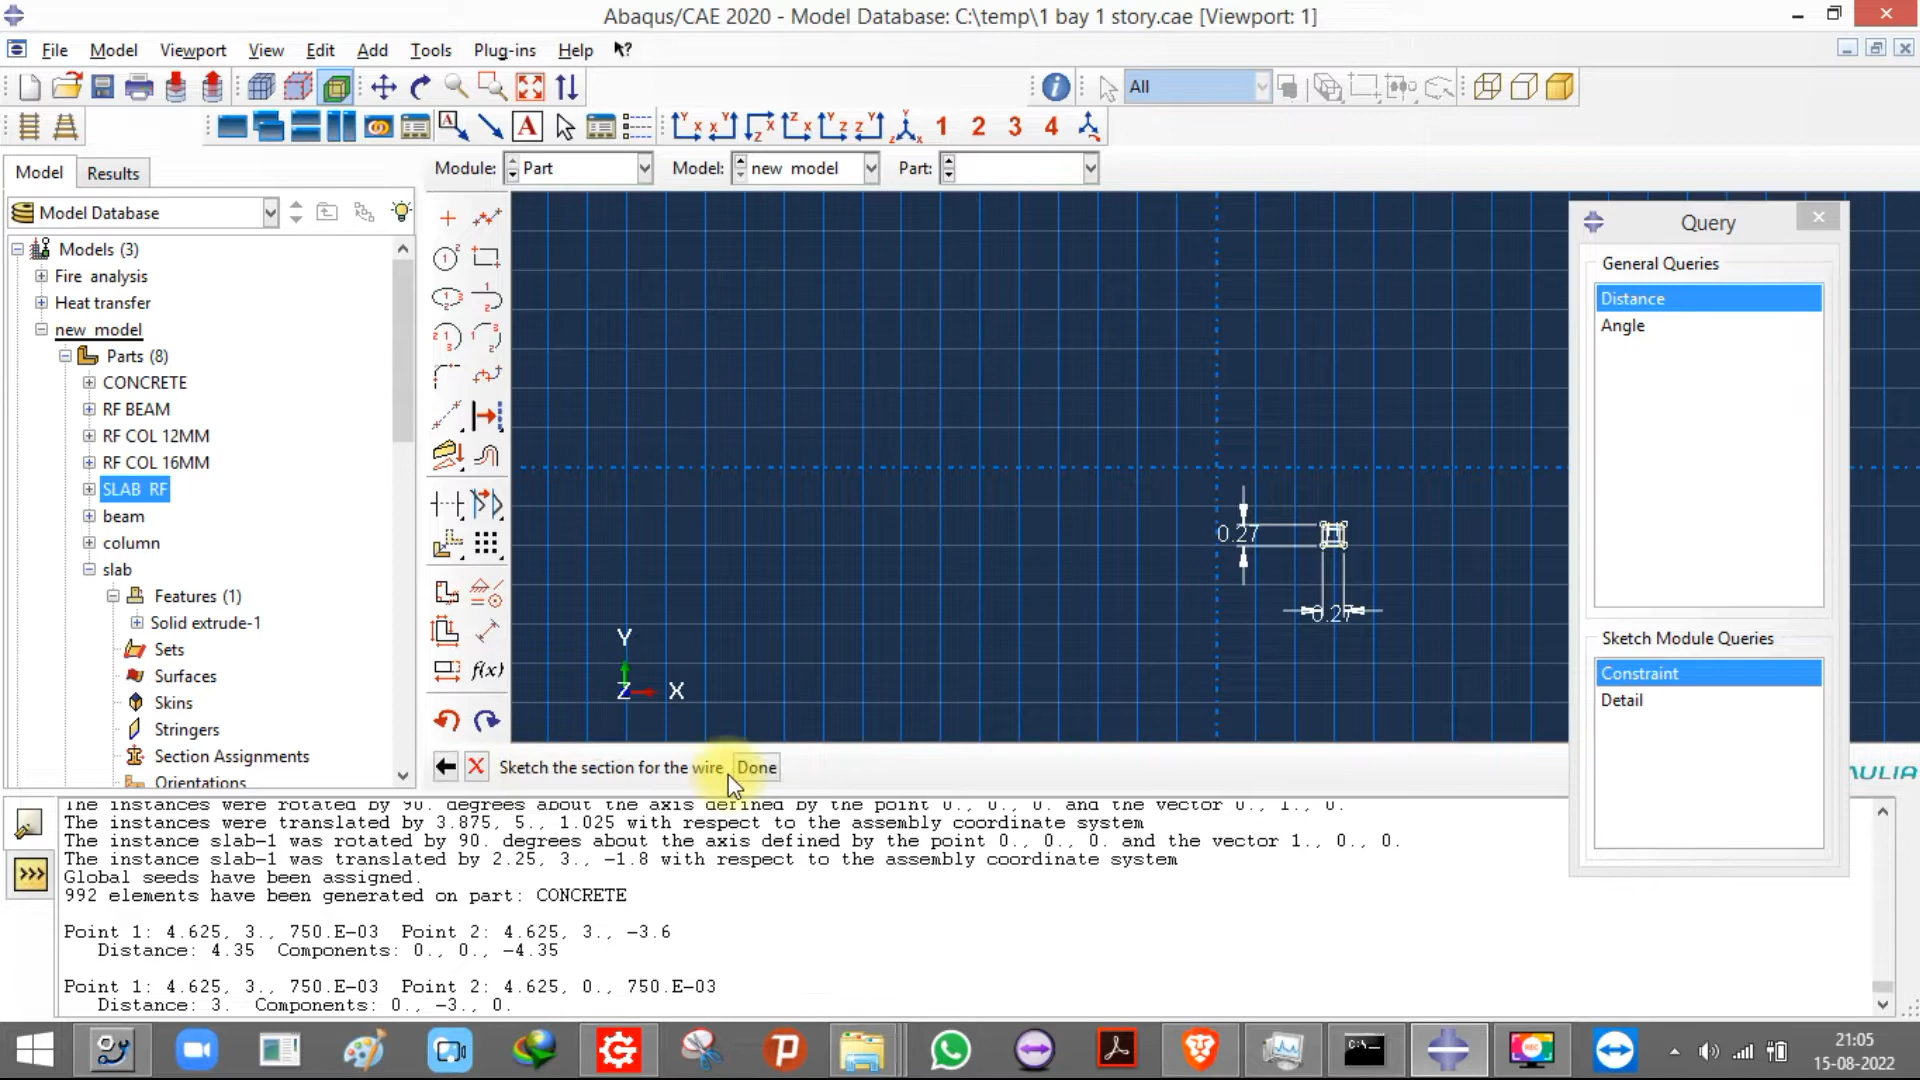 Abaqus/CAE 2020 - Model Database: C:\temp\1 bay 1 story.cae [Viewport: 1]
File Model Viewport View Edit Add Tools Plug-ins Help
All
A A 1 2 3 4
Model Results
Module: Part Model: new model Part:
Model Database
Models (3)
Fire analysis
Heat transfer
new model
Parts (8)
CONCRETE
RF BEAM
RF COL 12MM
RF COL 16MM
SLAB RF
beam
column
slab
Features (1)
Solid extrude-1
Sets
Surfaces
Skins
Stringers
Section Assignments
Orientations
f(x)
0.27
0.27
Y
Z X
Query
General Queries
Distance
Angle
Sketch Module Queries
Constraint
Detail
Sketch the section for the wire Done
The instances were rotated by 90. degrees about the axis defined by the point 0., 0., 0. and the vector 0., 1., 0.
The instances were translated by 3.875, 5., 1.025 with respect to the assembly coordinate system
The instance slab-1 was rotated by 90. degrees about the axis defined by the point 0., 0., 0. and the vector 1., 0., 0.
The instance slab-1 was translated by 2.25, 3., -1.8 with respect to the assembly coordinate system
Global seeds have been assigned.
992 elements have been generated on part: CONCRETE
Point 1: 4.625, 3., 750.E-03 Point 2: 4.625, 3., -3.6
Distance: 4.35 Components: 0., 0., -4.35
Point 1: 4.625, 3., 750.E-03 Point 2: 4.625, 0., 750.E-03
Distance: 3. Components: 0., -3., 0.
21:05
15-08-2022